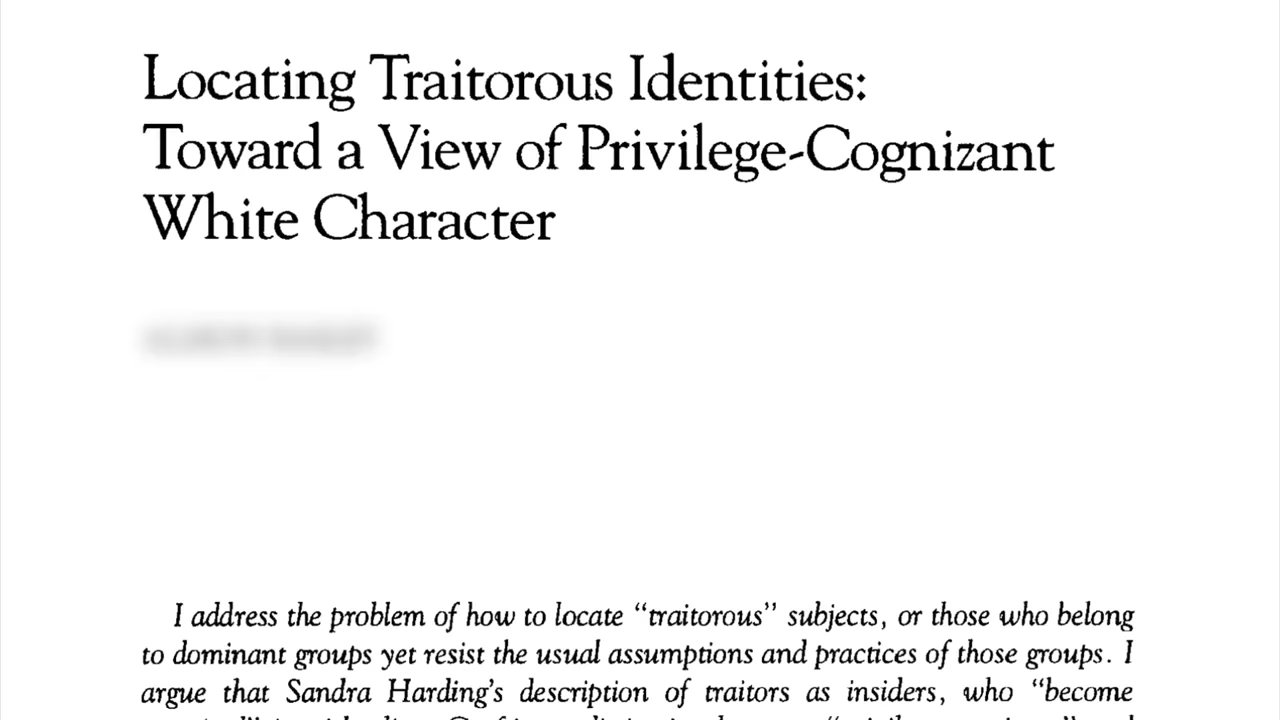 Locating Traitorous Identities:
Toward a View of Privilege-Cognizant
White Character
I address the problem of how to locate “traitorous” subjects, or those who belong
to dominant groups yet resist the usual assumptions and practices of those groups. I
argue that Sandra Harding’s description of traitors as insiders, who “become